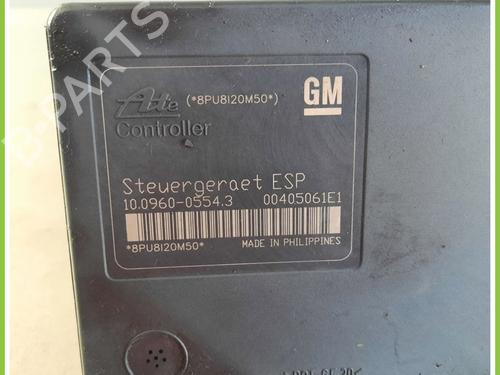 B-PARTS
Ate (*8PU8I20M50*)
GM
Controller
Steuergeraet ESP
10.0960-0554.3 00405061E1
*8PU8I20M50*
MADE IN PHILIPPINES